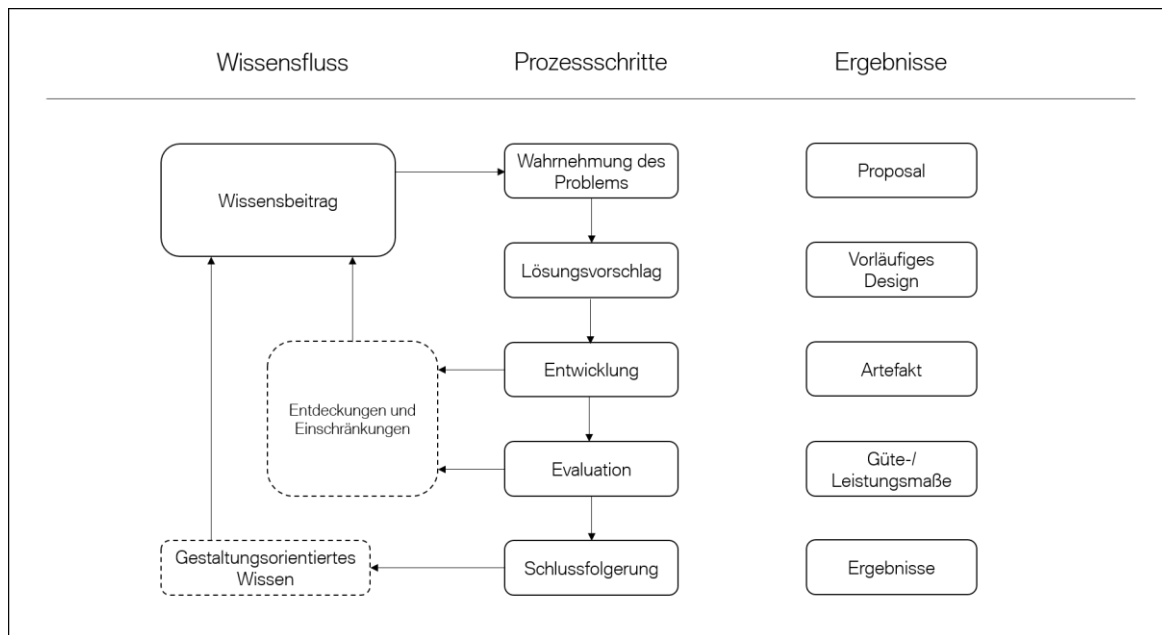 Wissensfluss
Prozessschritte
Ergebnisse
Wissensbeitrag
Wahrnehmung des
Problems
Proposal
Lösungsvorschlag
Vorläufiges
Design
Entdeckungen und
Einschränkungen
Entwicklung
Artefakt
Evaluation
Güte-/
Leistungsmaße
Gestaltungsorientiertes
Wissen
Schlussfolgerung
Ergebnisse